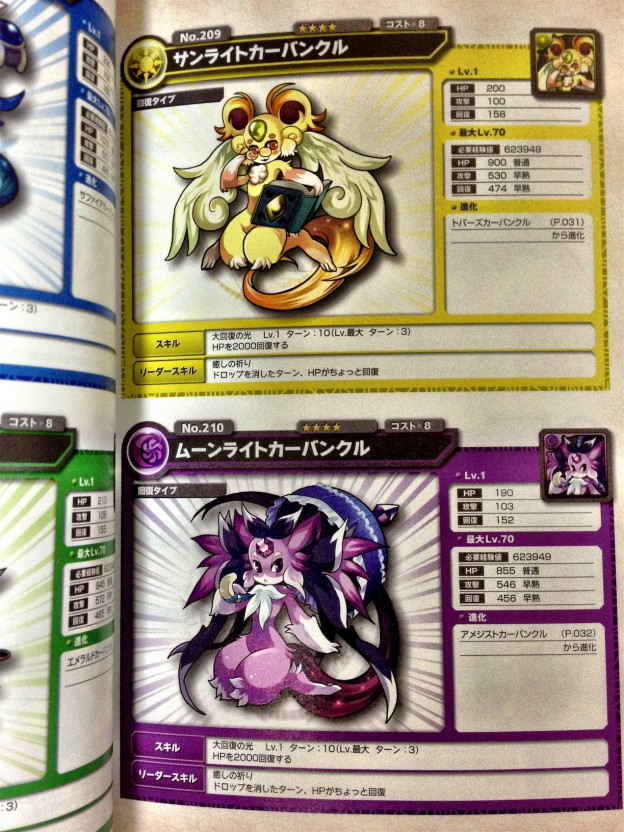 No.209
★★★★
コスト 8
サンライトカーバンクル
回復タイプ
Lv.1
HP 200
攻撃 100
回復 158
最大Lv.70
必要経験値 623949
HP 900 普通
攻撃 530 早熟
回復 474 早熟
進化
トパーズカーバンクル (P.031)
から進化
スキル
大回復の光 Lv.1 ターン:10(Lv.最大 ターン:3)
HPを2000回復する
リーダースキル
癒しの祈り
ドロップを消したターン、HPがちょっと回復
No.210
★★★★
コスト 8
ムーンライトカーバンクル
回復タイプ
Lv.1
HP 190
攻撃 103
回復 152
最大Lv.70
必要経験値 623949
HP 855 普通
攻撃 546 早熟
回復 456 早熟
進化
アメジストカーバンクル (P.032)
から進化
スキル
大回復の光 Lv.1 ターン:10(Lv.最大 ターン:3)
HPを2000回復する
リーダースキル
癒しの祈り
ドロップを消したターン、HPがちょっと回復
Lv.1
HP
攻撃
回復
最大Lv.70
進化
ターン:3)
コスト 8
Lv.1
HP 210
攻撃 108
回復 155
最大Lv.70
HP 945
攻撃 572
回復 465
進化
エメラルドカーバンク
:3)